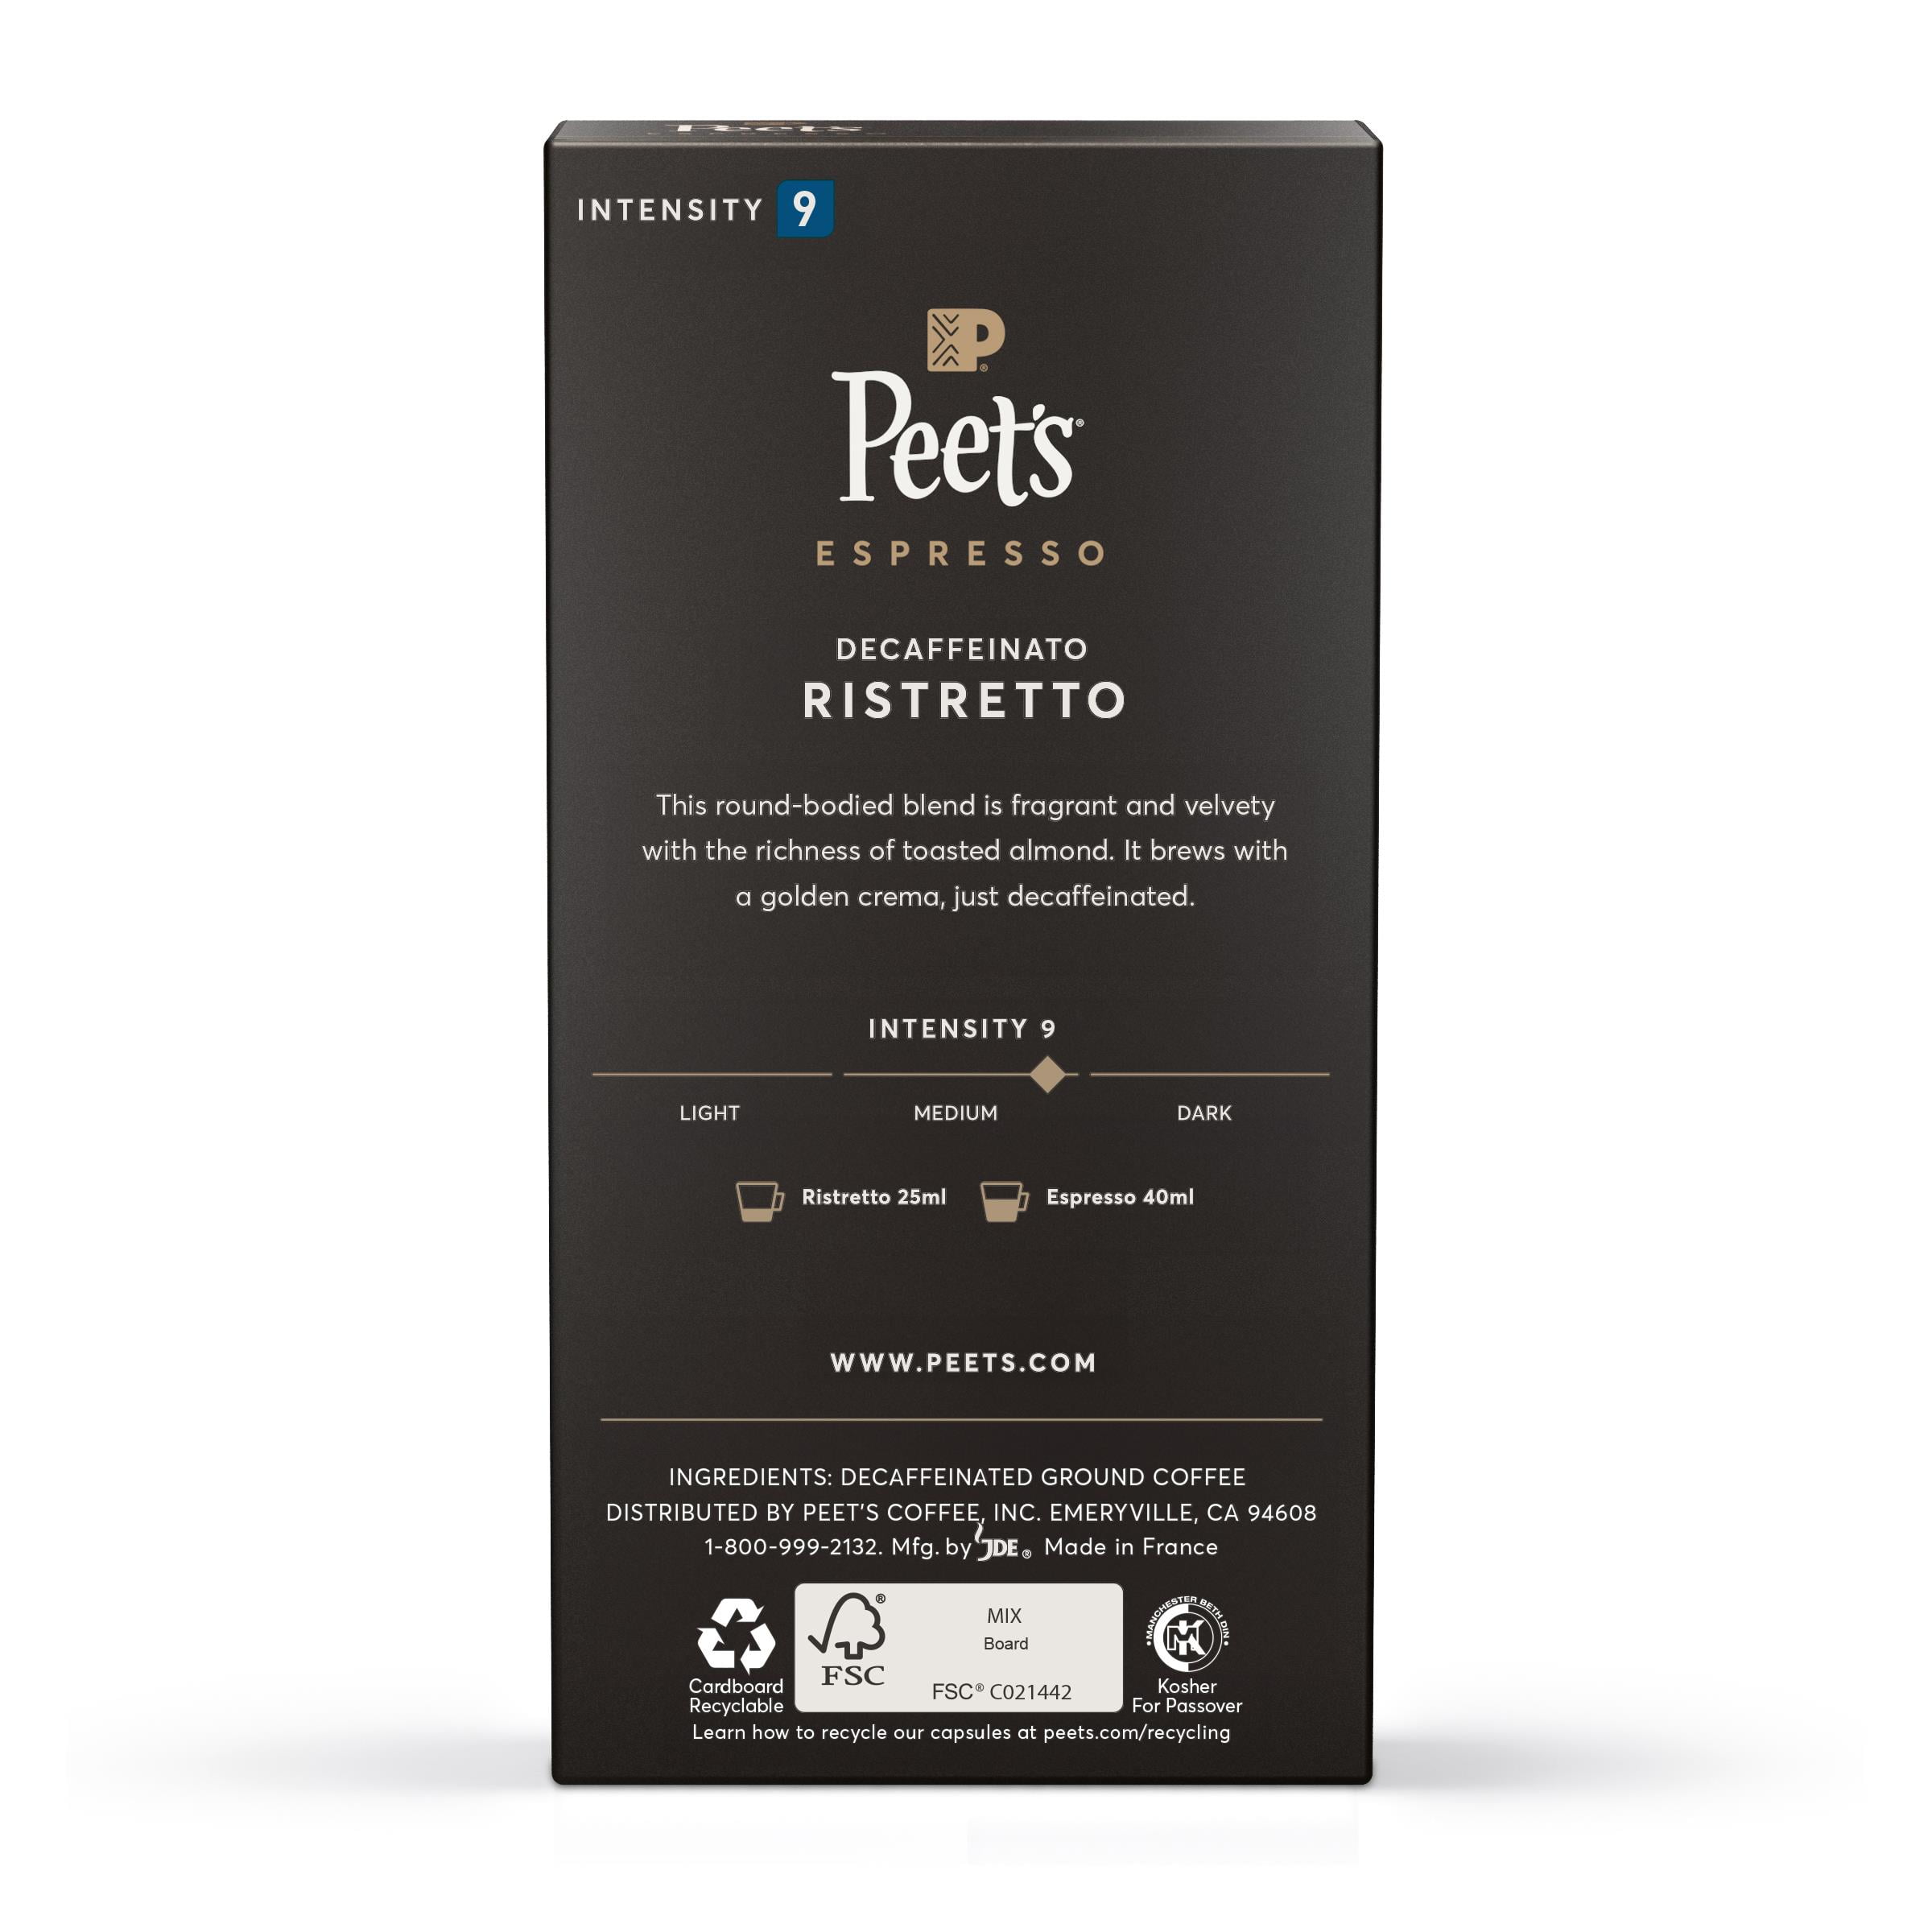 Peet's
INTENSITY 9
P®
Peet's®
ESPRESSO
DECAFFEINATO
RISTRETTO
This round-bodied blend is fragrant and velvety
with the richness of toasted almond. It brews with
a golden crema, just decaffeinated.
INTENSITY 9
LIGHT MEDIUM DARK
Ristretto 25ml Espresso 40ml
WWW.PEETS.COM
INGREDIENTS: DECAFFEINATED GROUND COFFEE
DISTRIBUTED BY PEET'S COFFEE, INC. EMERYVILLE, CA 94608
1-800-999-2132. Mfg. by JDE® Made in France
Cardboard
Recyclable
®
FSC
MIX
Board
FSC® C021442
•MANCHESTER BETH DIN•
MK
Kosher
For Passover
Learn how to recycle our capsules at peets.com/recycling